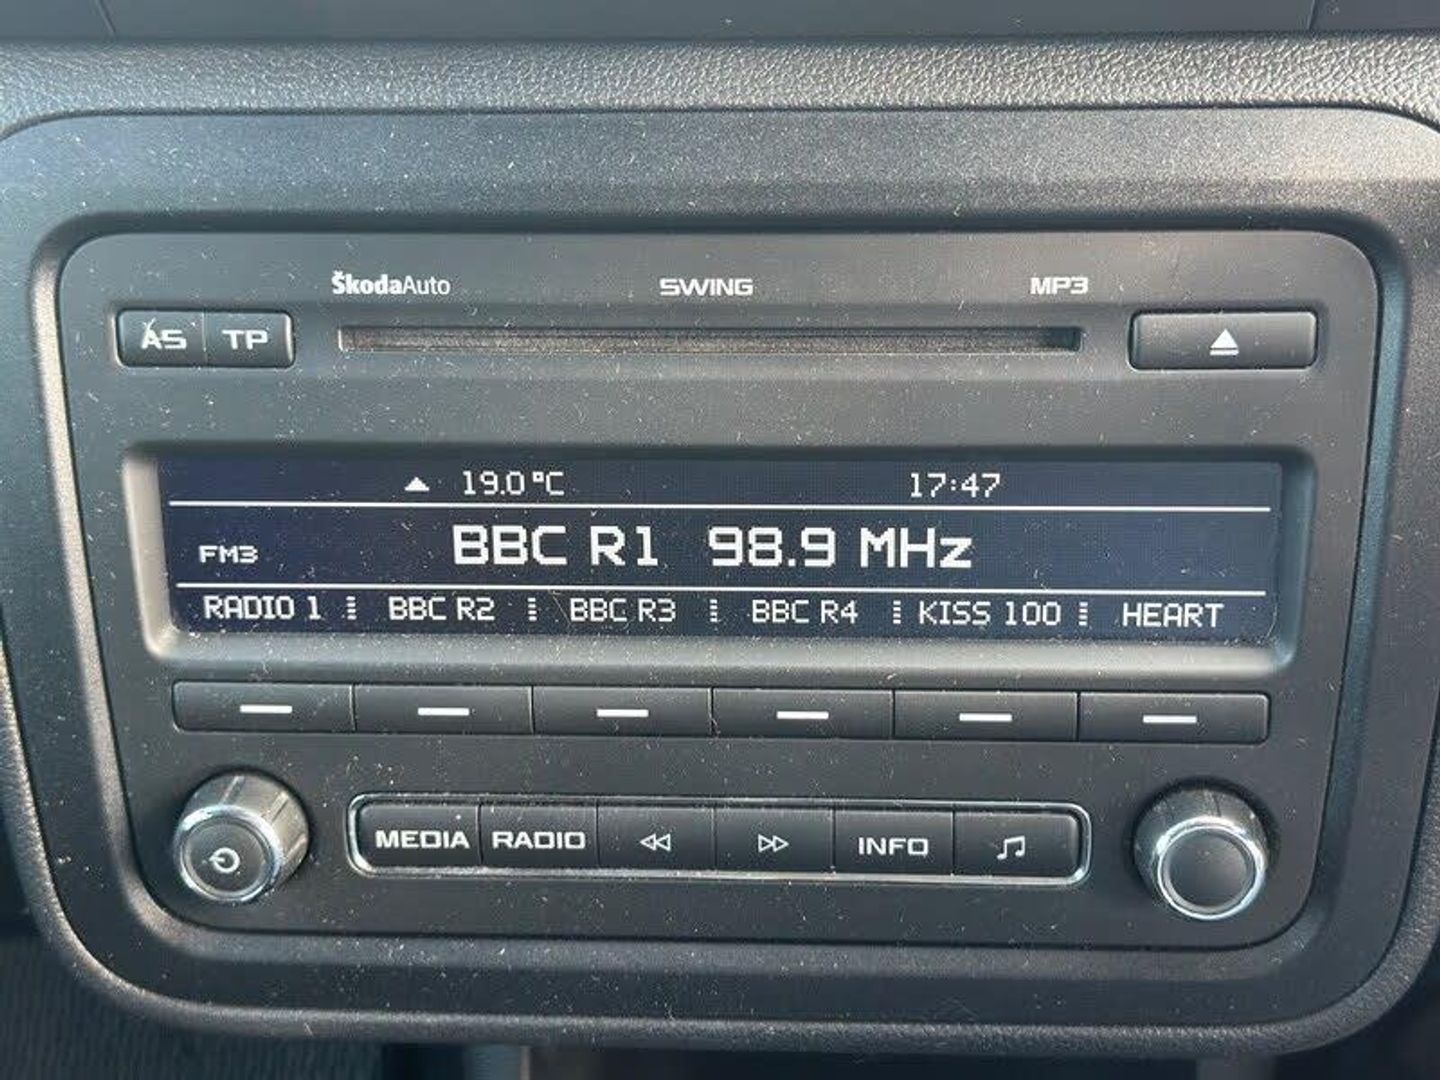 ŠkodaAuto SWING MP3
AS TP
19.0°C 17:47
FM3 BBC R1 98.9 MHz
RADIO 1 BBC R2 BBC R3 BBC R4 KISS 100 HEART
MEDIA RADIO INFO